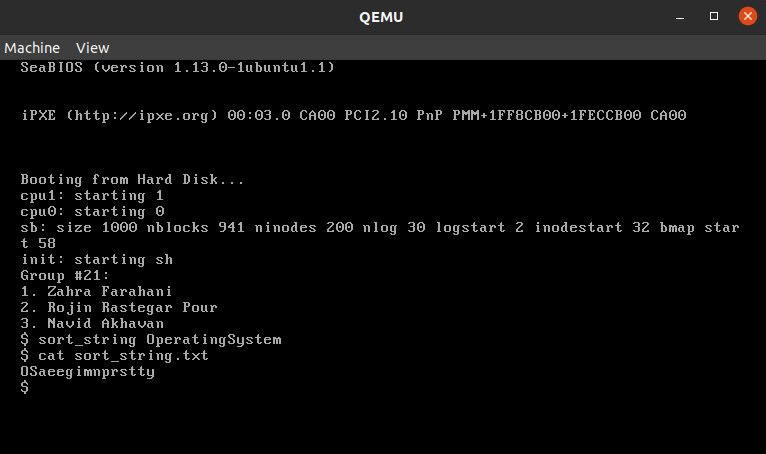 QEMU
Machine View
SeaBIOS (version 1.13.0-1ubuntu1.1)
iPXE (http://ipxe.org) 00:03.0 CA00 PCI2.10 PnP PMM+1FF8CB00+1FECCB00 CA00
Booting from Hard Disk...
cpu1: starting 1
cpu0: starting 0
sb: size 1000 nblocks 941 ninodes 200 nlog 30 logstart 2 inodestart 32 bmap star
t 58
init: starting sh
Group #21:
1. Zahra Farahani
2. Rojin Rastegar Pour
3. Navid Akhavan
$ sort_string OperatingSystem
$ cat sort_string.txt
OSaeegimnprstty
$